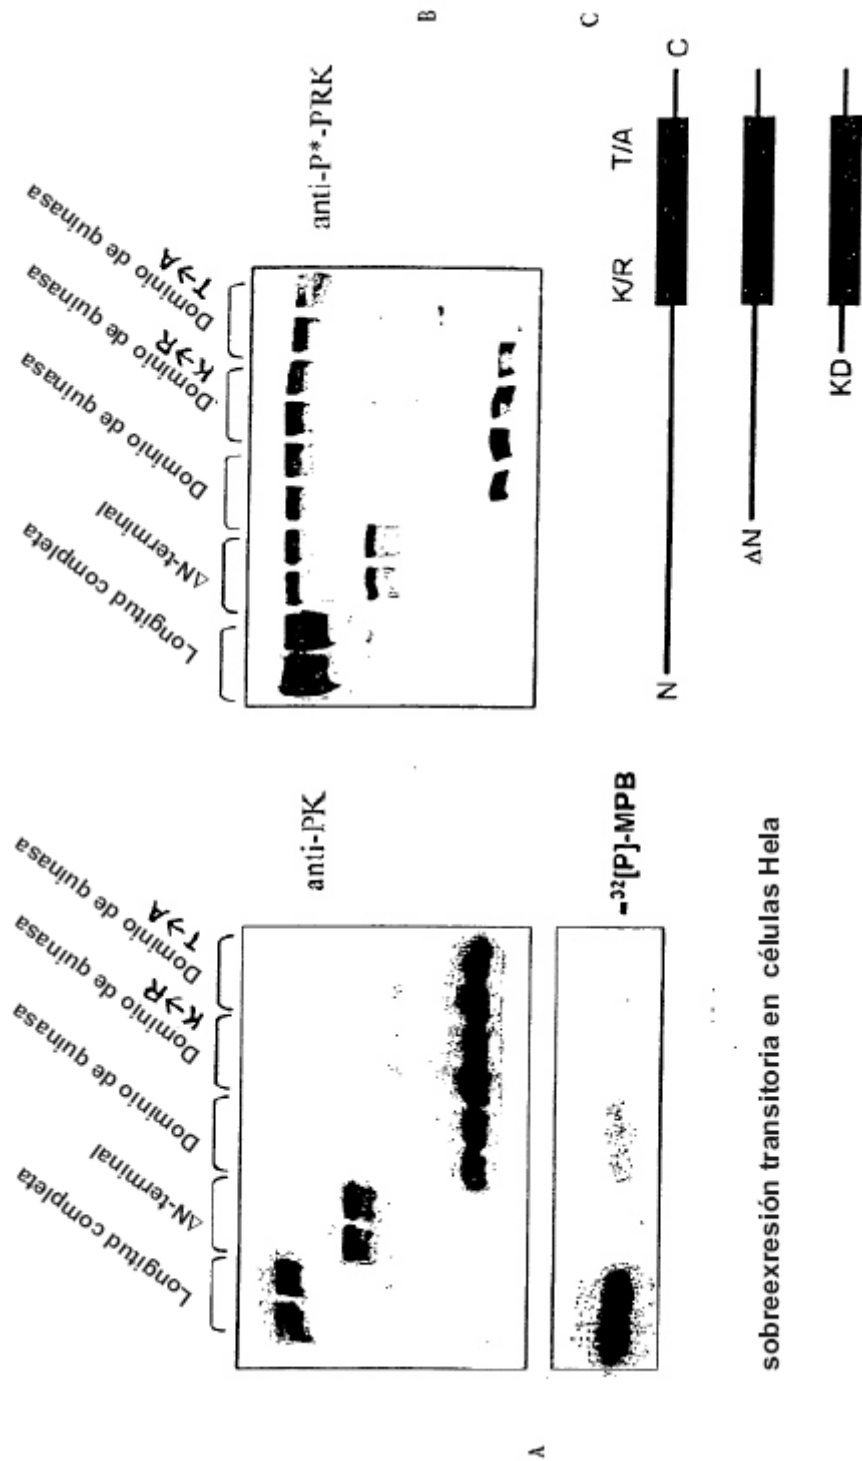 A
Longitud completa
ΔN-terminal
Dominio de quinasa
Dominio de quinasa
K→R
Dominio de quinasa
T→A
anti-PK
-³²[P]-MPB
sobreexresión transitoria en células Hela
B
Longitud completa
ΔN-terminal
Dominio de quinasa
Dominio de quinasa
K→R
Dominio de quinasa
T→A
anti-P*-PRK
C
K/R T/A
N C
ΔN
KD